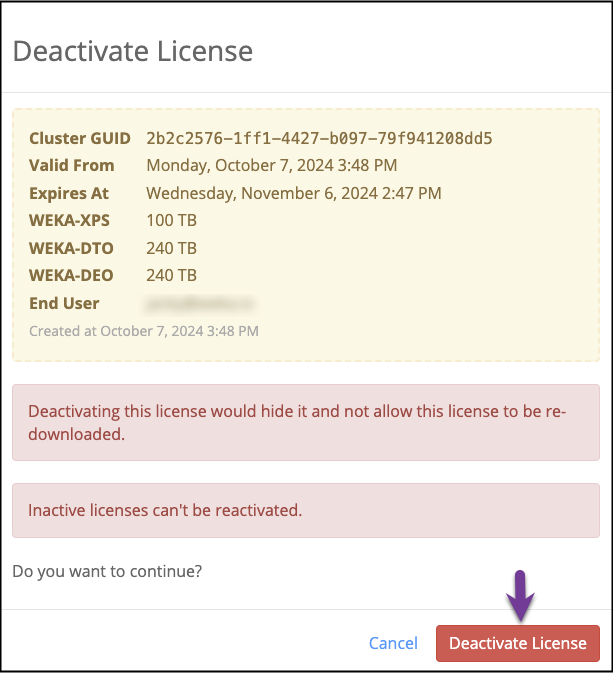 Deactivate License
Cluster GUID 2b2c2576-1ff1-4427-b097-79f941208dd5
Valid From Monday, October 7, 2024 3:48 PM
Expires At Wednesday, November 6, 2024 2:47 PM
WEKA-XPS 100 TB
WEKA-DTO 240 TB
WEKA-DEO 240 TB
End User
Created at October 7, 2024 3:48 PM
Deactivating this license would hide it and not allow this license to be re-
downloaded.
Inactive licenses can't be reactivated.
Do you want to continue?
Cancel Deactivate License